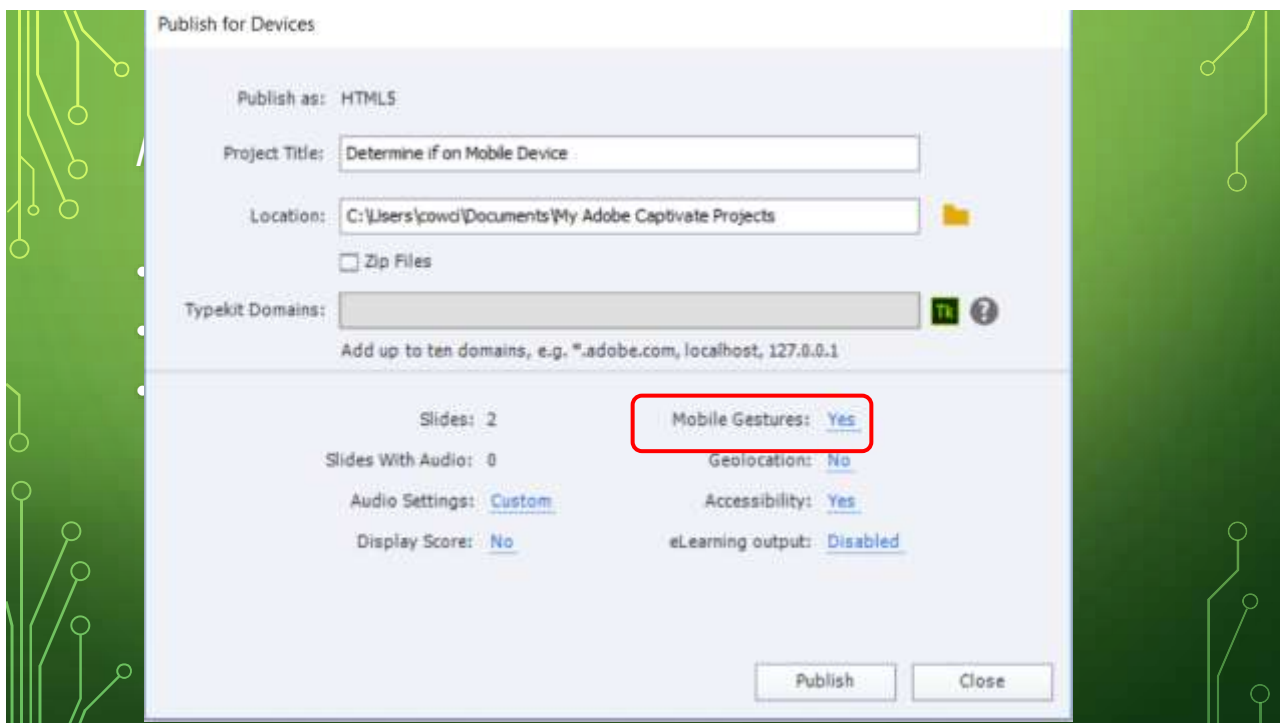 Publish for Devices
Publish as: HTML5
Project Title: Determine if on Mobile Device
Location: C:\Users\cowci\Documents\My Adobe Captivate Projects
Zip Files
Typekit Domains: Tk ?
Add up to ten domains, e.g. *.adobe.com, localhost, 127.0.0.1
Slides: 2 Mobile Gestures: Yes
Slides With Audio: 0 Geolocation: No
Audio Settings: Custom Accessibility: Yes
Display Score: No eLearning output: Disabled
Publish Close